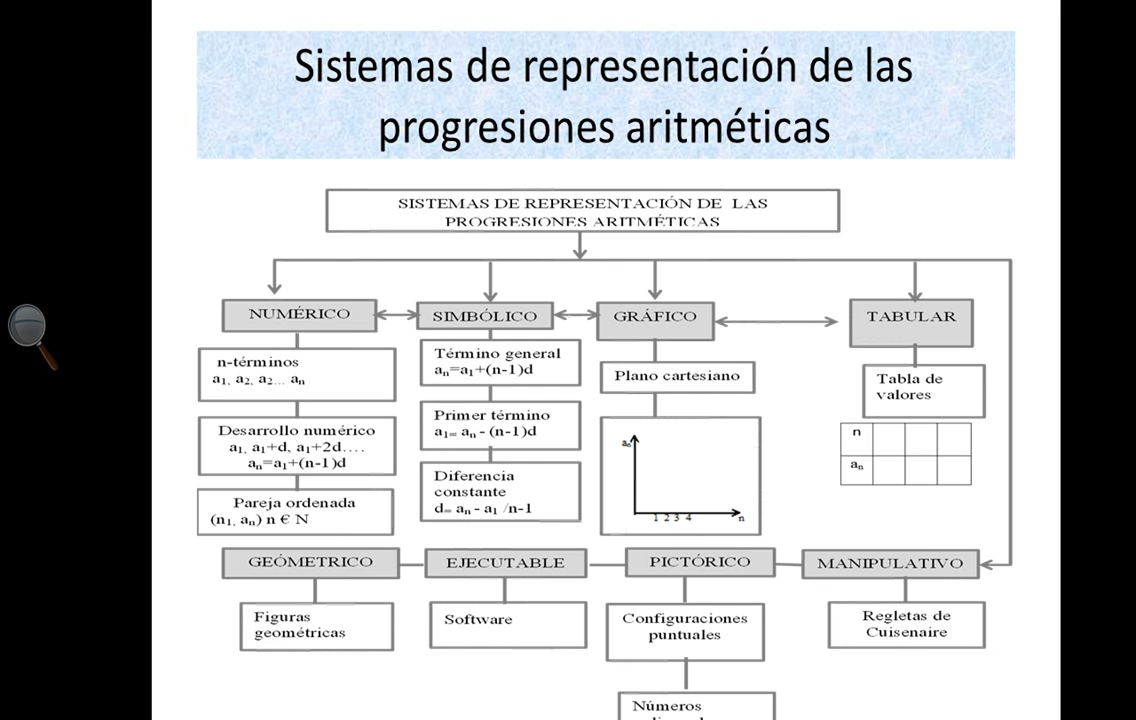 Sistemas de representación de las
progresiones aritméticas
SISTEMAS DE REPRESENTACIÓN DE LAS
PROGRESIONES ARITMÉTICAS
NUMÉRICO
SIMBÓLICO
GRÁFICO
TABULAR
n-términos
a₁, a₂, a₂... aₙ
Desarrollo numérico
a₁, a₁+d, a₁+2d....
aₙ=a₁+(n-1)d
Pareja ordenada
(n₁, aₙ) n € N
Término general
aₙ=a₁+(n-1)d
Primer término
a₁= aₙ - (n-1)d
Diferencia
constante
d= aₙ - a₁ /n-1
Plano cartesiano
aₙ
1 2 3 4
n
Tabla de
valores
n
aₙ
GEÓMETRICO
EJECUTABLE
PICTÓRICO
MANIPULATIVO
Figuras
geométricas
Software
Configuraciones
puntuales
Números
Regletas de
Cuisenaire